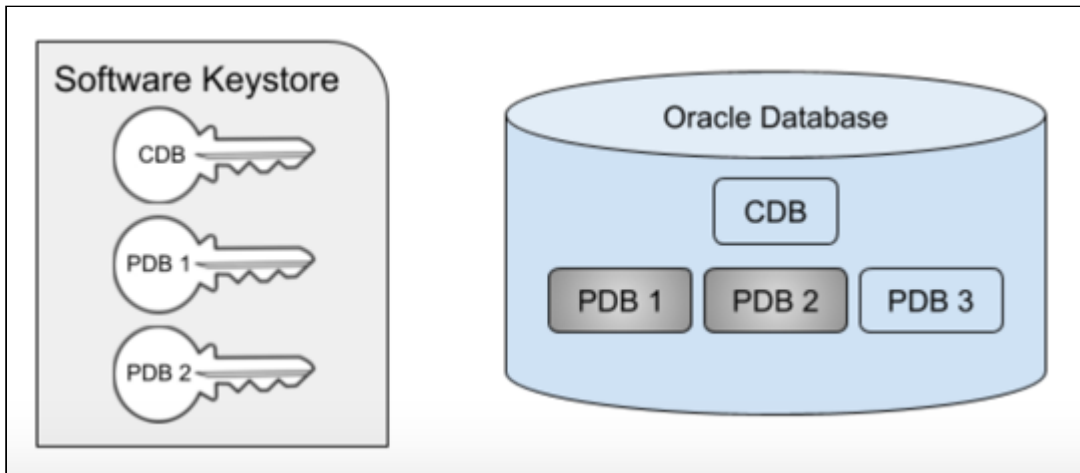 Software Keystore
CDB
PDB 1
PDB 2
Oracle Database
CDB
PDB 1 PDB 2 PDB 3